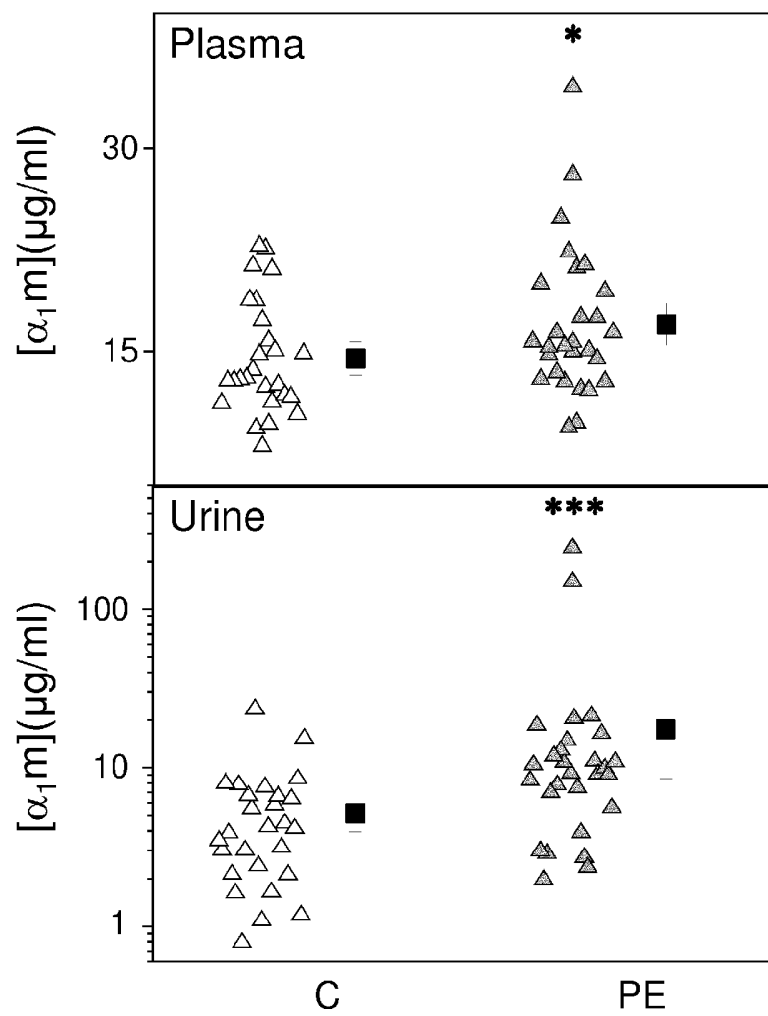 Plasma
*
[α₁m](µg/ml)
30
15
Urine
***
[α₁m](µg/ml)
100
10
1
C PE